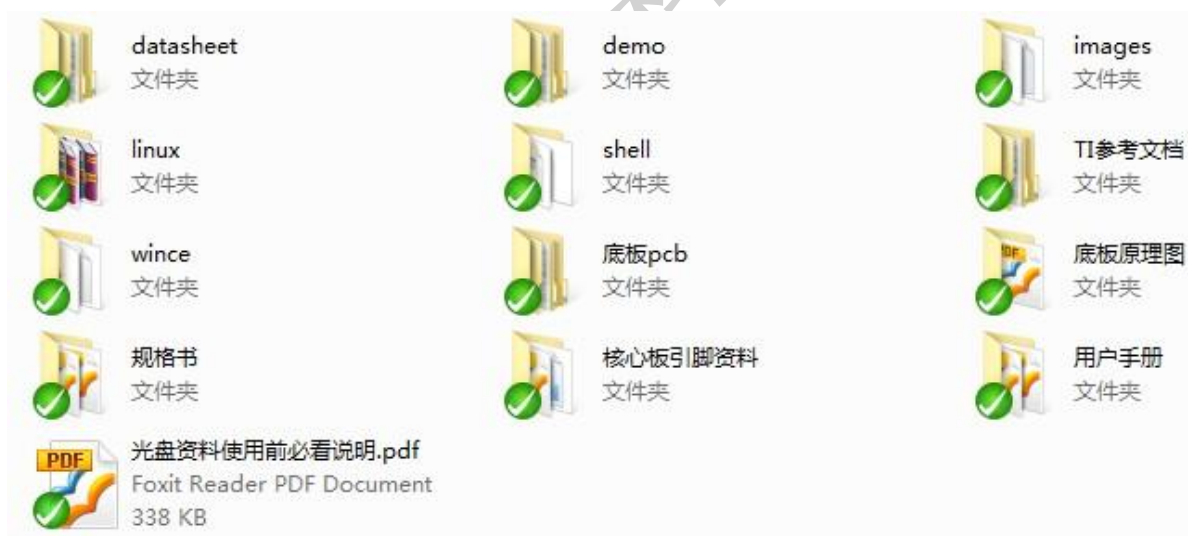 datasheet
文件夹
demo
文件夹
images
文件夹
linux
文件夹
shell
文件夹
TI参考文档
文件夹
wince
文件夹
底板pcb
文件夹
底板原理图
文件夹
规格书
文件夹
核心板引脚资料
文件夹
用户手册
文件夹
PDF
光盘资料使用前必看说明.pdf
Foxit Reader PDF Document
338 KB